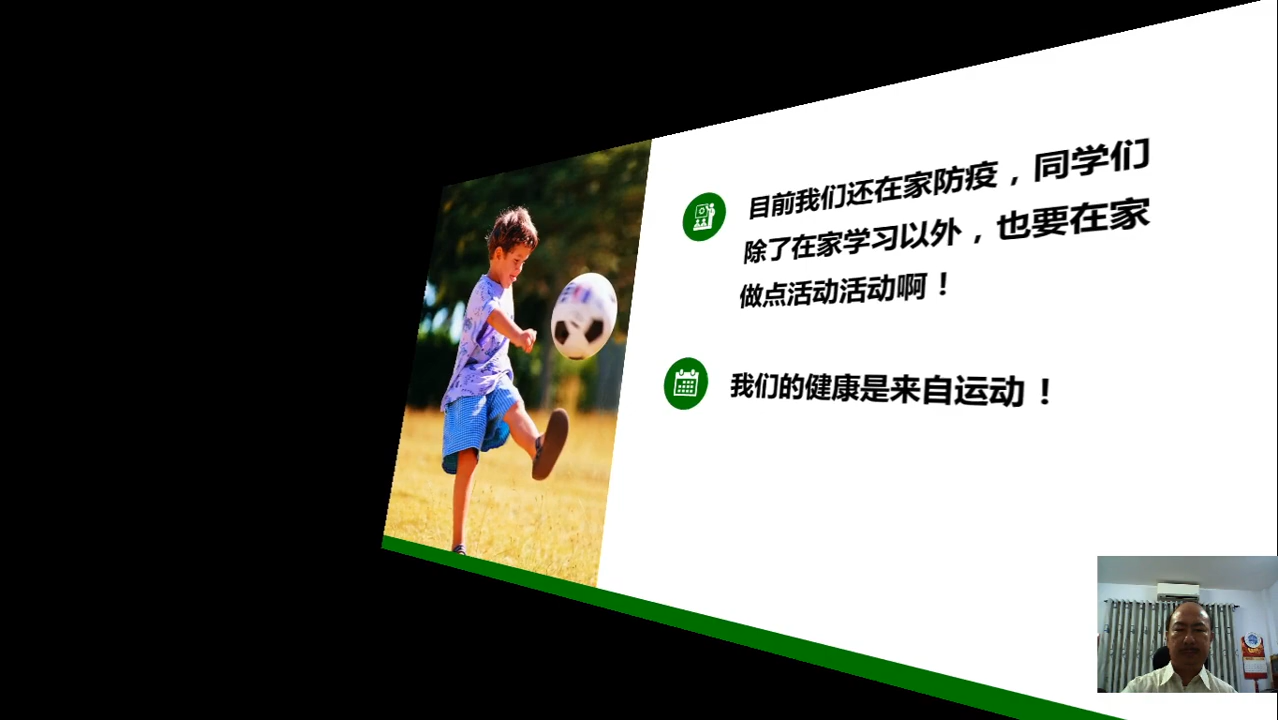 目前我们还在家防疫，同学们
除了在家学习以外，也要在家
做点活动活动啊！
我们的健康是来自运动！